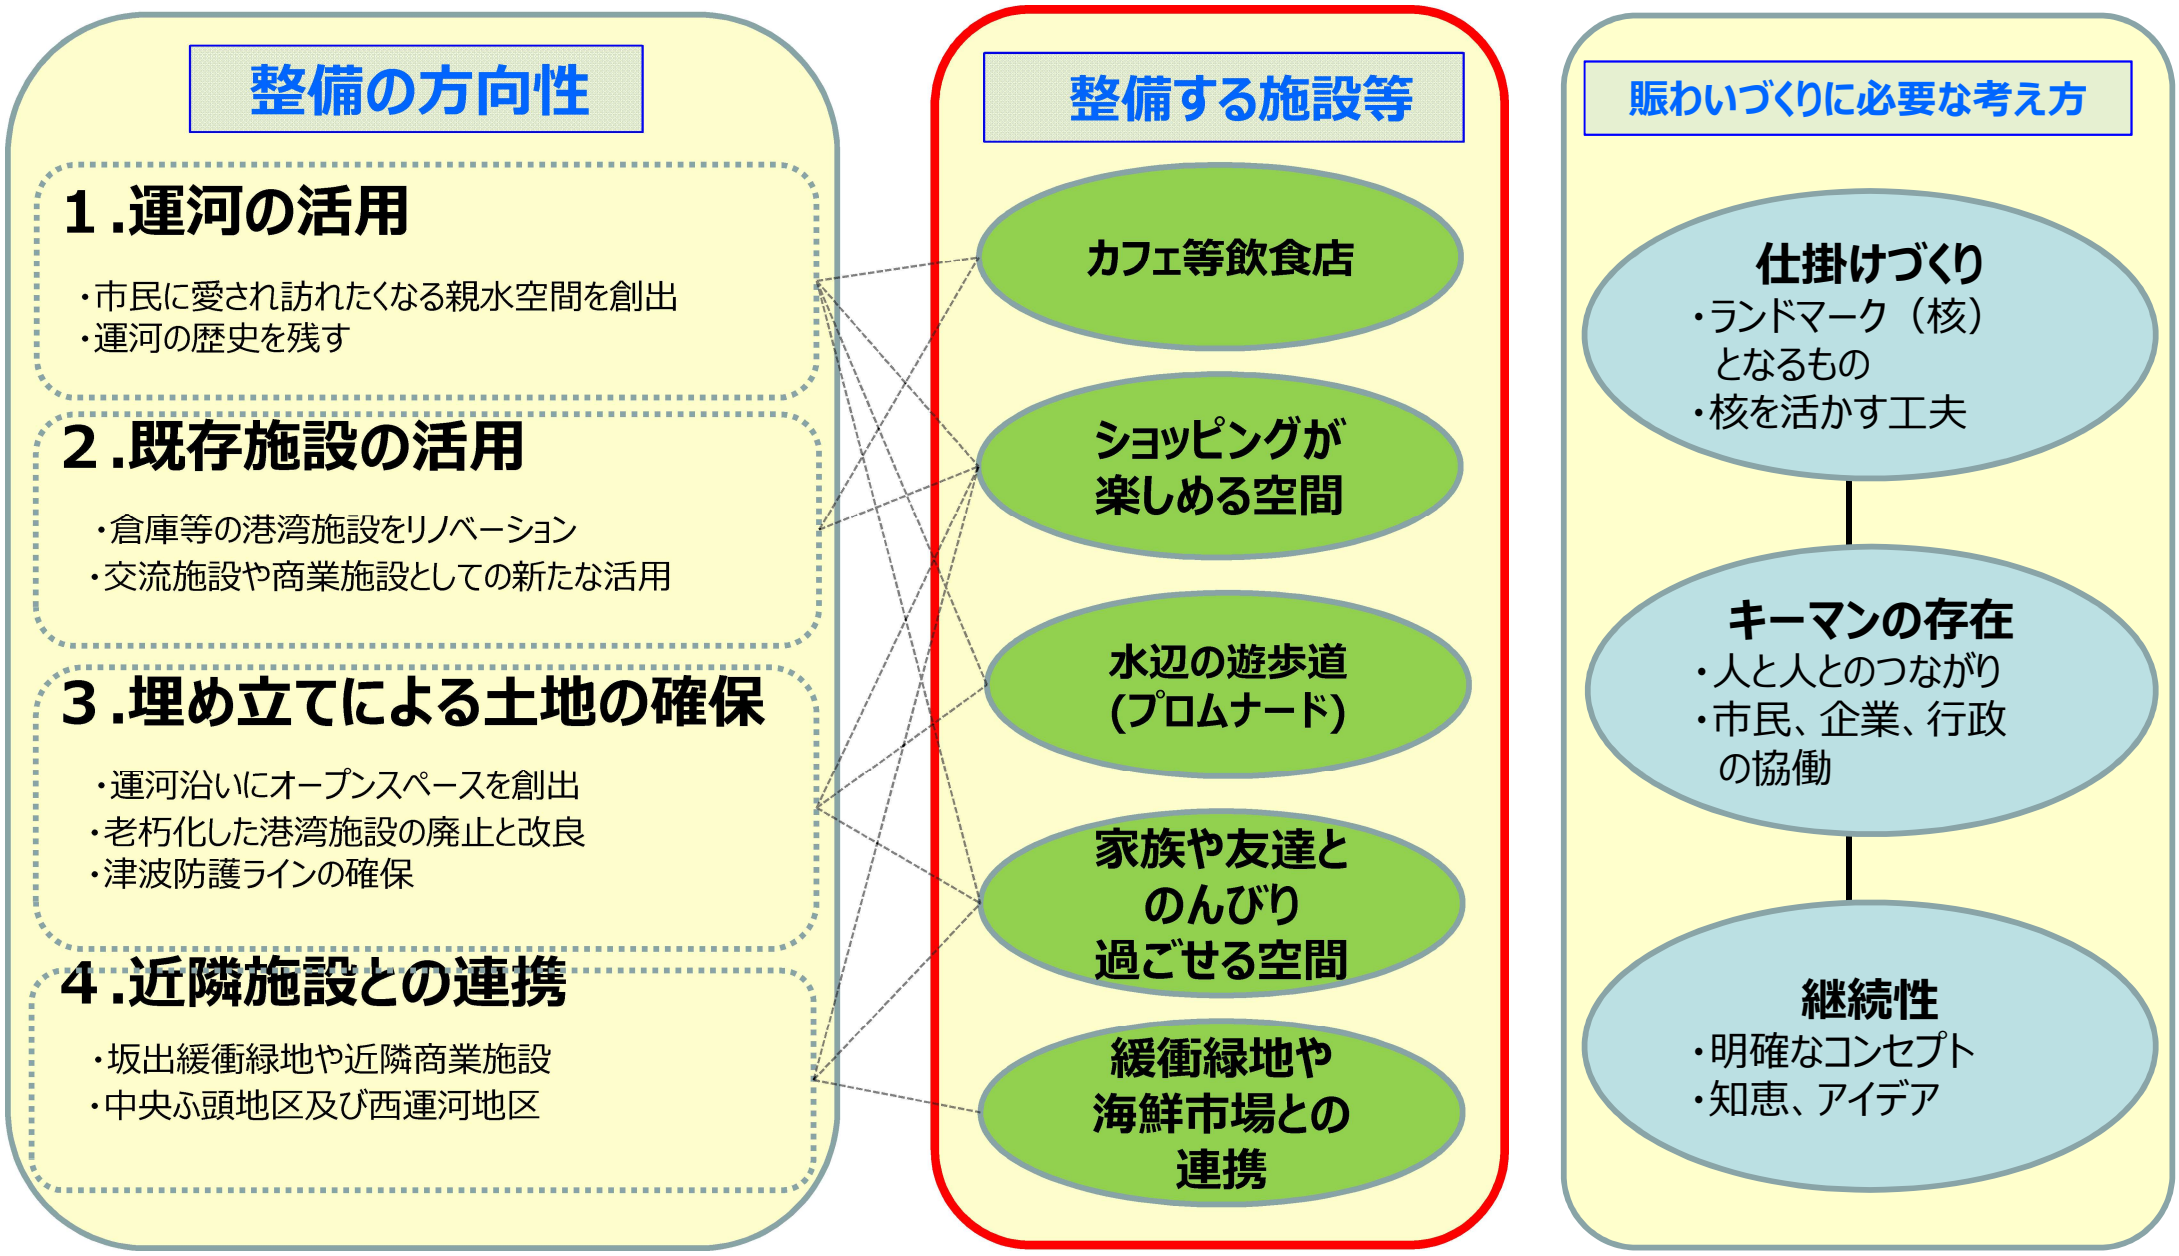 整備の方向性
１.運河の活用
・市民に愛され訪れたくなる親水空間を創出
・運河の歴史を残す
２.既存施設の活用
・倉庫等の港湾施設をリノベーション
・交流施設や商業施設としての新たな活用
３.埋め立てによる土地の確保
・運河沿いにオープンスペースを創出
・老朽化した港湾施設の廃止と改良
・津波防護ラインの確保
４.近隣施設との連携
・坂出緩衝緑地や近隣商業施設
・中央ふ頭地区及び西運河地区
整備する施設等
カフェ等飲食店
ショッピングが
楽しめる空間
水辺の遊歩道
(プロムナード)
家族や友達と
のんびり
過ごせる空間
緩衝緑地や
海鮮市場との
連携
賑わいづくりに必要な考え方
仕掛けづくり
・ランドマーク（核）
となるもの
・核を活かす工夫
キーマンの存在
・人と人とのつながり
・市民、企業、行政
の協働
継続性
・明確なコンセプト
・知恵、アイデア